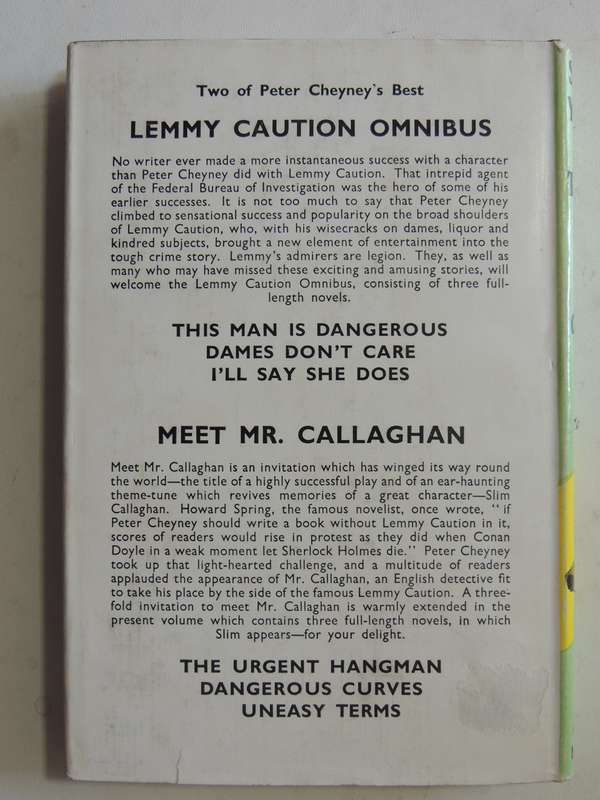 Two of Peter Cheyney's Best
LEMMY CAUTION OMNIBUS
No writer ever made a more instantaneous success with a character
than Peter Cheyney did with Lemmy Caution. That intrepid agent
of the Federal Bureau of Investigation was the hero of some of his
earlier successes. It is not too much to say that Peter Cheyney
climbed to sensational success and popularity on the broad shoulders
of Lemmy Caution, who, with his wisecracks on dames, liquor and
kindred subjects, brought a new element of entertainment into the
tough crime story. Lemmy's admirers are legion. They, as well as
many who may have missed these exciting and amusing stories, will
welcome the Lemmy Caution Omnibus, consisting of three full-
length novels.
THIS MAN IS DANGEROUS
DAMES DON'T CARE
I'LL SAY SHE DOES
MEET MR. CALLAGHAN
Meet Mr. Callaghan is an invitation which has winged its way round
the world—the title of a highly successful play and of an ear-haunting
theme-tune which revives memories of a great character—Slim
Callaghan. Howard Spring, the famous novelist, once wrote, "if
Peter Cheyney should write a book without Lemmy Caution in it,
scores of readers would rise in protest as they did when Conan
Doyle in a weak moment let Sherlock Holmes die." Peter Cheyney
took up that light-hearted challenge, and a multitude of readers
applauded the appearance of Mr. Callaghan, an English detective fit
to take his place by the side of the famous Lemmy Caution. A three-
fold invitation to meet Mr. Callaghan is warmly extended in the
present volume which contains three full-length novels, in which
Slim appears—for your delight.
THE URGENT HANGMAN
DANGEROUS CURVES
UNEASY TERMS